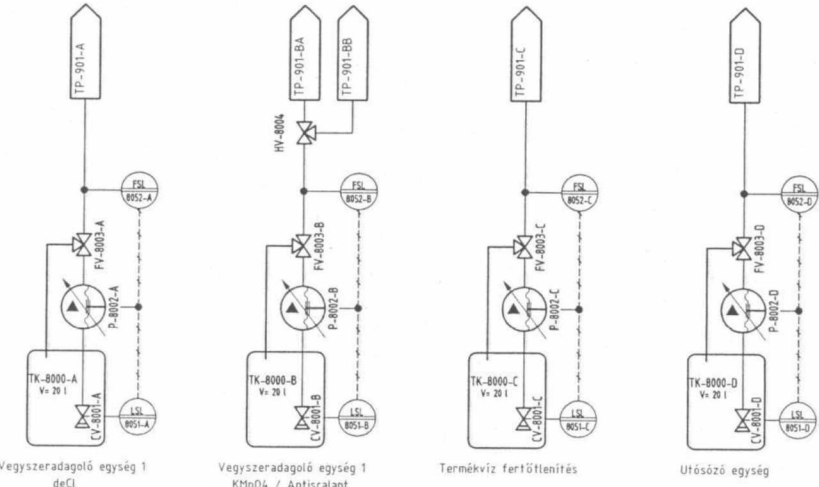 TP-901-A
FSL
8052-A
FV-8003-A
P-8002-A
TK-8000-A
V= 20 l
CV-8001-A
LSL
8051-A
Vegyszeradagoló egység 1
deCl
TP-901-BA
TP-901-BB
HV-8004
FSL
8052-B
FV-8003-B
P-8002-B
TK-8000-B
V= 20 l
CV-8001-B
LSL
8051-B
Vegyszeradagoló egység 1
KMnO4 / Antiscalant
TP-901-C
FSL
8052-C
FV-8003-C
P-8002-C
TK-8000-C
V= 20 l
CV-8001-C
LSL
8051-C
Termékvíz fertőtlenítés
TP-901-D
FSL
8052-D
FV-8003-D
P-8002-D
TK-8000-D
V= 20 l
CV-8001-D
LSL
8051-D
Utósózó egység